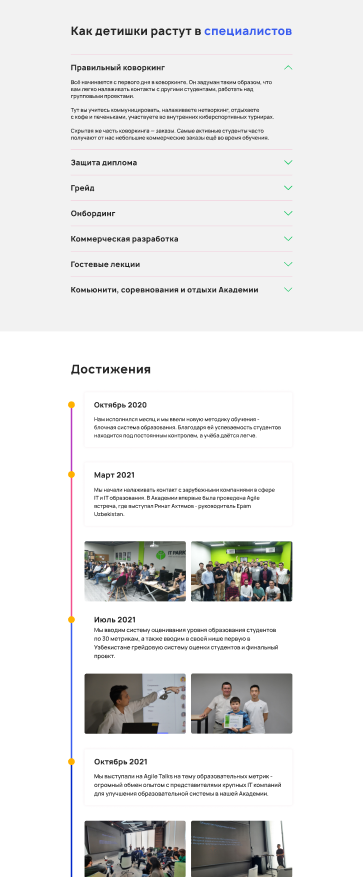 Как детишки растут в специалистов
Правильный коворкинг
Всё начинается с первого дня в коворкинге. Он задуман таким образом, что
вам легко налаживать контакты с другими студентами, работать над
групповыми проектами.
Тут вы учитесь коммуницировать, налаживаете нетворкинг, отдыхаете
с кофе и печеньками, участвуете во внутренних киберспортивных турнирах.
Скрытая же часть коворкинга — заказы. Самые активные студенты часто
получают от нас небольшие коммерческие заказы ещё во время обучения.
Защита диплома
Грейд
Онбординг
Коммерческая разработка
Гостевые лекции
Комьюнити, соревнования и отдыхи Академии
Достижения
Октябрь 2020
Нам исполнился месяц и мы ввели новую методику обучения -
блочная система образования. Благодаря ей успеваемость студентов
находится под постоянным контролем, а учёба даётся легче.
Март 2021
Мы начали налаживать контакт с зарубежными компаниями в сфере
IT и IT образования. В Академии впервые была проведена Agile
встреча, где выступал Ринат Ахтямов - руководитель Epam
Uzbekistan.
Июль 2021
Мы вводим систему оценивания уровня образования студентов
по 30 метрикам, а также вводим в своей нише первую в
Узбекистане грейдовую систему оценки студентов и финальный
проект.
Октябрь 2021
Мы выступали на Agile Talks на тему образовательных метрик -
огромный обмен опытом с представителями крупных IT компаний
для улучшения образовательной системы в нашей Академии.